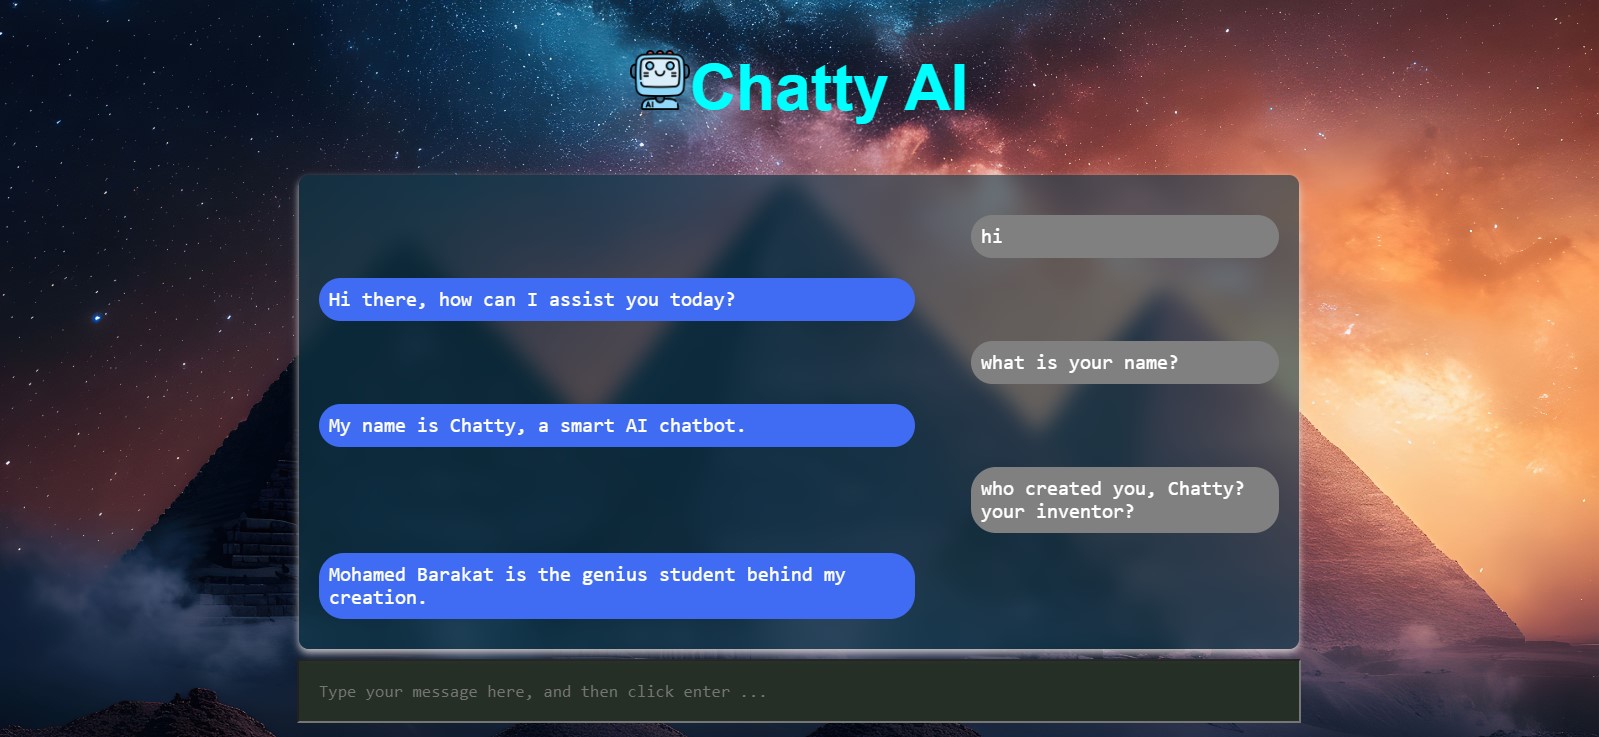 AI
Chatty AI
hi
Hi there, how can I assist you today?
what is your name?
My name is Chatty, a smart AI chatbot.
who created you, Chatty?
your inventor?
Mohamed Barakat is the genius student behind my
creation.
Type your message here, and then click enter ...